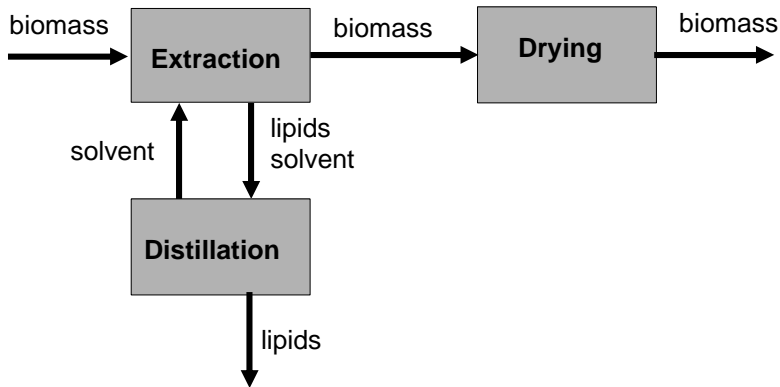 biomass
Extraction
biomass
Drying
biomass
solvent
lipids
solvent
Distillation
lipids